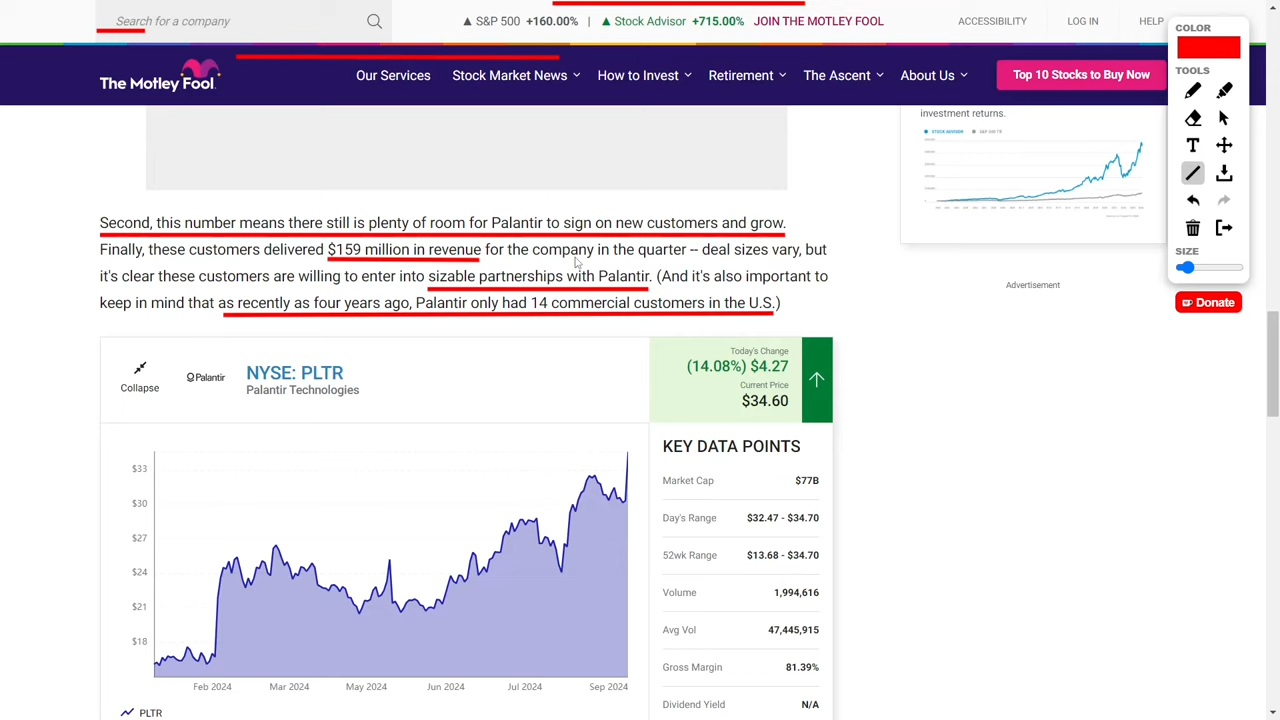 Search for a company
▲ S&P 500 +160.00% | ▲ Stock Advisor +715.00% JOIN THE MOTLEY FOOL
ACCESSIBILITY LOG IN HELP
COLOR
TOOLS
SIZE
Donate
The Motley Fool
Our Services Stock Market News How to Invest Retirement The Ascent About Us Top 10 Stocks to Buy Now
investment returns.
STOCK ADVISOR S&P 500 TR
Advertisement
Second, this number means there still is plenty of room for Palantir to sign on new customers and grow.
Finally, these customers delivered $159 million in revenue for the company in the quarter -- deal sizes vary, but
it's clear these customers are willing to enter into sizable partnerships with Palantir. (And it's also important to
keep in mind that as recently as four years ago, Palantir only had 14 commercial customers in the U.S.)
Collapse
Palantir
NYSE: PLTR
Palantir Technologies
Today's Change
(14.08%) $4.27
Current Price
$34.60
$33
$30
$27
$24
$21
$18
Feb 2024 Mar 2024 May 2024 Jun 2024 Jul 2024 Sep 2024
PLTR
KEY DATA POINTS
Market Cap $77B
Day's Range $32.47 - $34.70
52wk Range $13.68 - $34.70
Volume 1,994,616
Avg Vol 47,445,915
Gross Margin 81.39%
Dividend Yield N/A